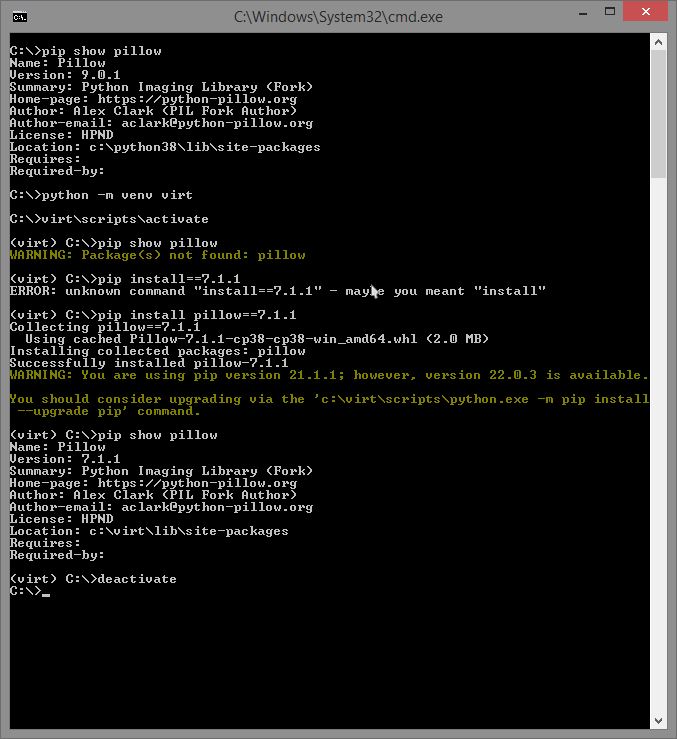 C:\Windows\System32\cmd.exe
C:\>pip show pillow
Name: Pillow
Version: 9.0.1
Summary: Python Imaging Library (Fork)
Home-page: https://python-pillow.org
Author: Alex Clark (PIL Fork Author)
Author-email: aclark@python-pillow.org
License: HPND
Location: c:\python38\lib\site-packages
Requires:
Required-by:
C:\>python -m venv virt
C:\>virt\scripts\activate
(virt) C:\>pip show pillow
WARNING: Package(s) not found: pillow
(virt) C:\>pip install==7.1.1
ERROR: unknown command "install==7.1.1" - maybe you meant "install"
(virt) C:\>pip install pillow==7.1.1
Collecting pillow==7.1.1
  Using cached Pillow-7.1.1-cp38-cp38-win_amd64.whl (2.0 MB)
Installing collected packages: pillow
Successfully installed pillow-7.1.1
WARNING: You are using pip version 21.1.1; however, version 22.0.3 is available.
You should consider upgrading via the 'c:\virt\scripts\python.exe -m pip install
 --upgrade pip' command.
(virt) C:\>pip show pillow
Name: Pillow
Version: 7.1.1
Summary: Python Imaging Library (Fork)
Home-page: https://python-pillow.org
Author: Alex Clark (PIL Fork Author)
Author-email: aclark@python-pillow.org
License: HPND
Location: c:\virt\lib\site-packages
Requires:
Required-by:
(virt) C:\>deactivate
C:\>_